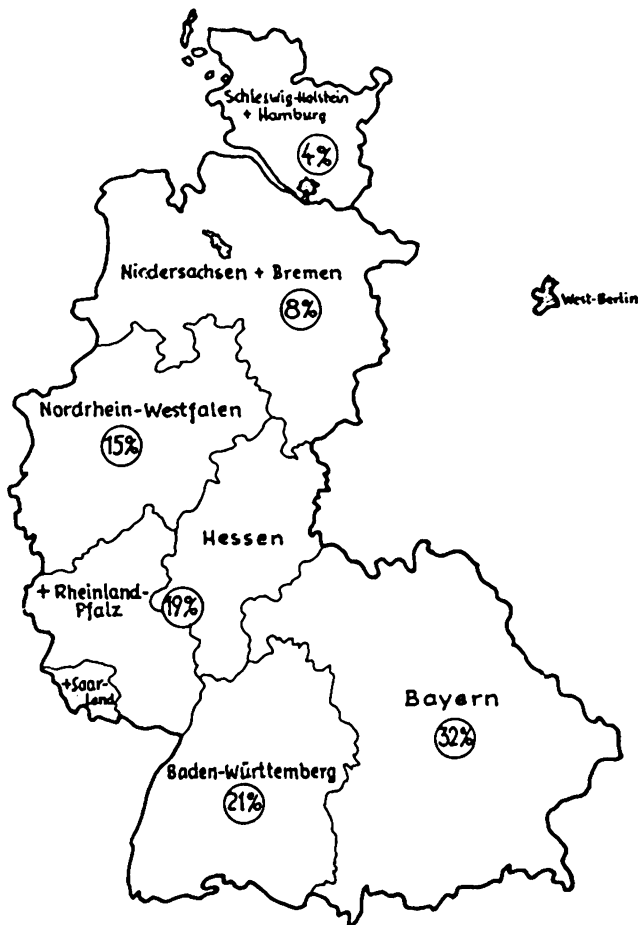 Schleswig-Holstein
+ Hamburg
4%
Niedersachsen + Bremen
8%
West-Berlin
Nordrhein-Westfalen
15%
Hessen
+ Rheinland-
Pfalz
19%
+Saar-
land
Bayern
32%
Baden-Württemberg
21%